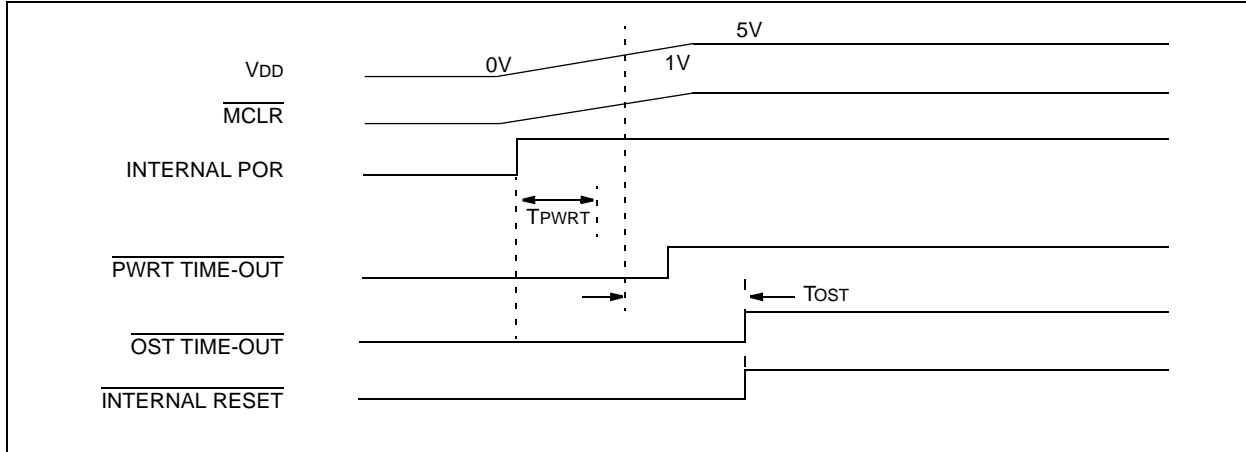 5V
0V
1V
VDD
MCLR
INTERNAL POR
TPWRT
PWRT TIME-OUT
TOST
OST TIME-OUT
INTERNAL RESET